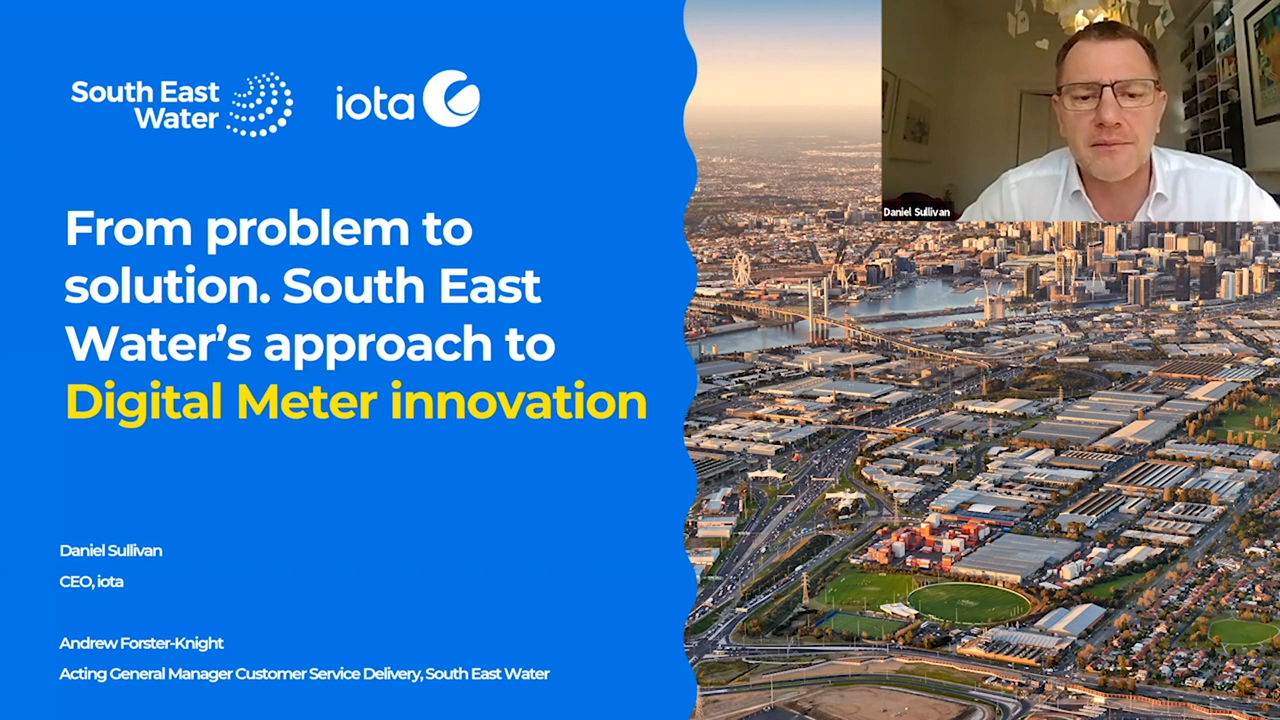 South East
Water
iota
From problem to
solution. South East
Water's approach to
Digital Meter innovation
Daniel Sullivan
CEO, iota
Andrew Forster-Knight
Acting General Manager Customer Service Delivery, South East Water
Daniel Sullivan